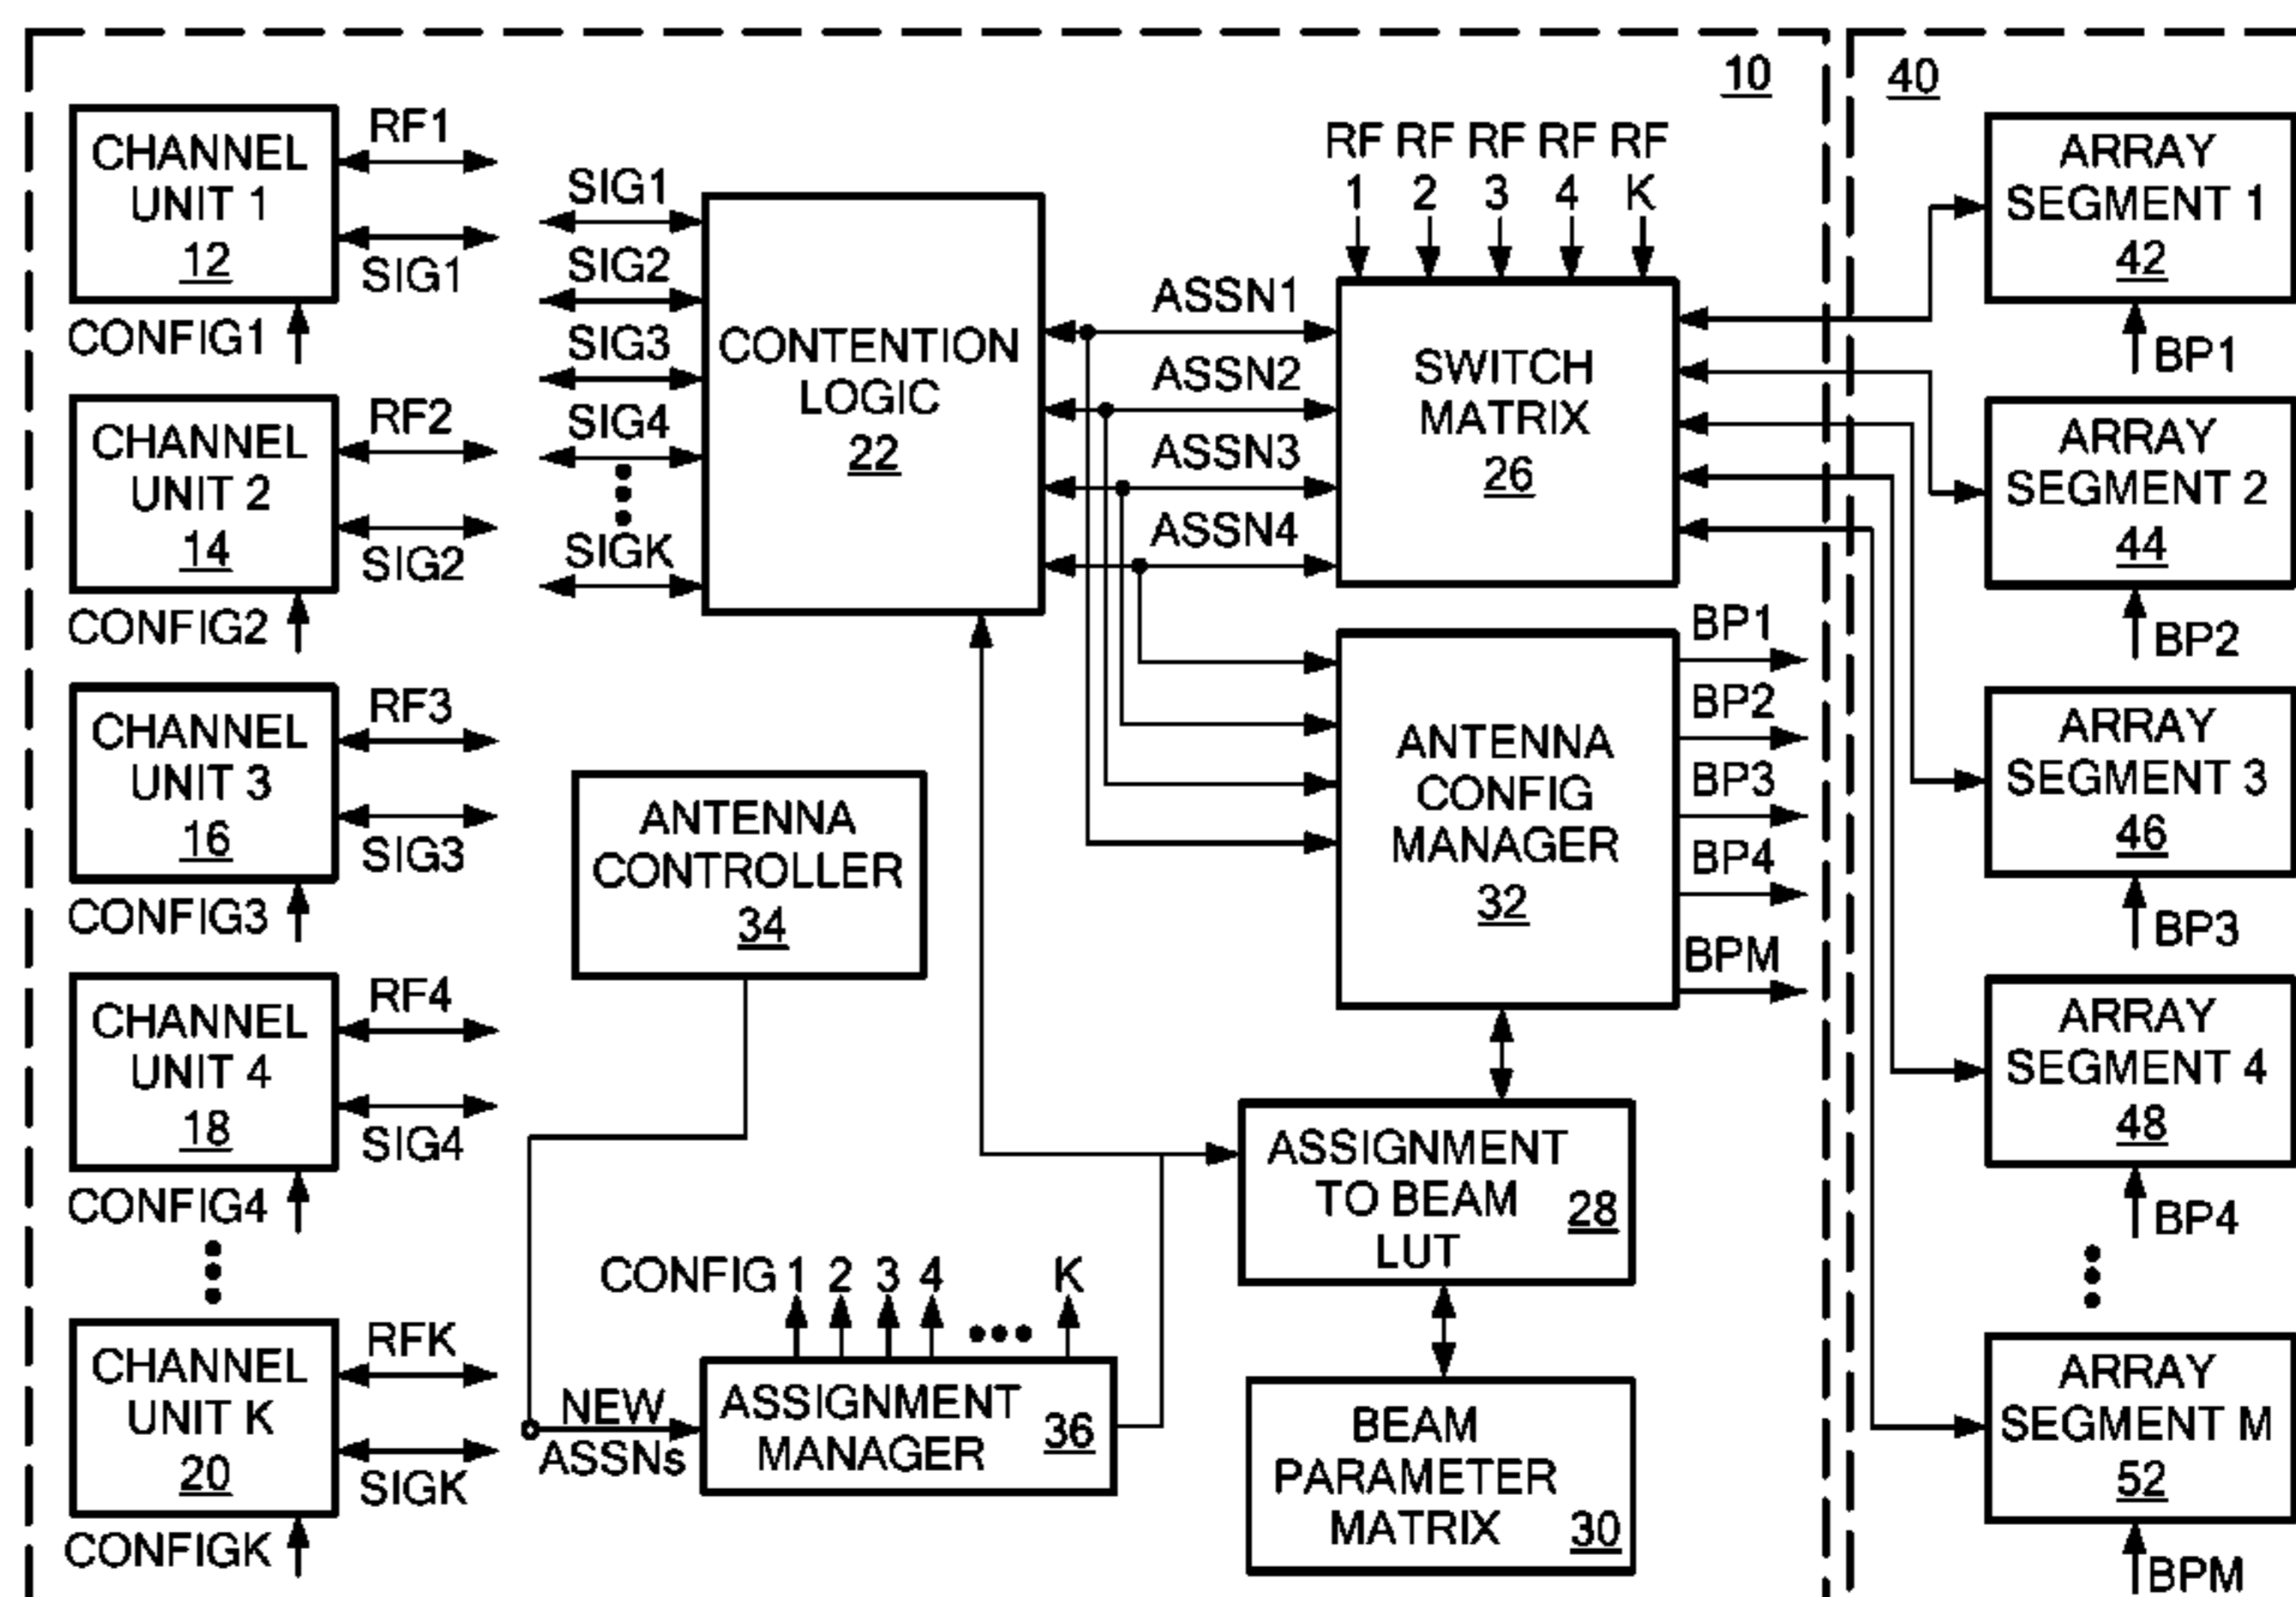 10
40
CHANNEL
UNIT 1
12
RF1
SIG1
CONFIG1
CHANNEL
UNIT 2
14
RF2
SIG2
CONFIG2
CHANNEL
UNIT 3
16
RF3
SIG3
CONFIG3
CHANNEL
UNIT 4
18
RF4
SIG4
CONFIG4
CHANNEL
UNIT K
20
RFK
SIGK
CONFIGK
SIG1
SIG2
SIG3
SIG4
SIGK
CONTENTION
LOGIC
22
ASSN1
ASSN2
ASSN3
ASSN4
RF RF RF RF RF
1 2 3 4 K
SWITCH
MATRIX
26
ANTENNA
CONFIG
MANAGER
32
BP1
BP2
BP3
BP4
BPM
ANTENNA
CONTROLLER
34
NEW
ASSNs
CONFIG 1 2 3 4 K
ASSIGNMENT
MANAGER
36
ASSIGNMENT
TO BEAM
LUT
28
BEAM
PARAMETER
MATRIX
30
ARRAY
SEGMENT 1
42
BP1
ARRAY
SEGMENT 2
44
BP2
ARRAY
SEGMENT 3
46
BP3
ARRAY
SEGMENT 4
48
BP4
ARRAY
SEGMENT M
52
BPM